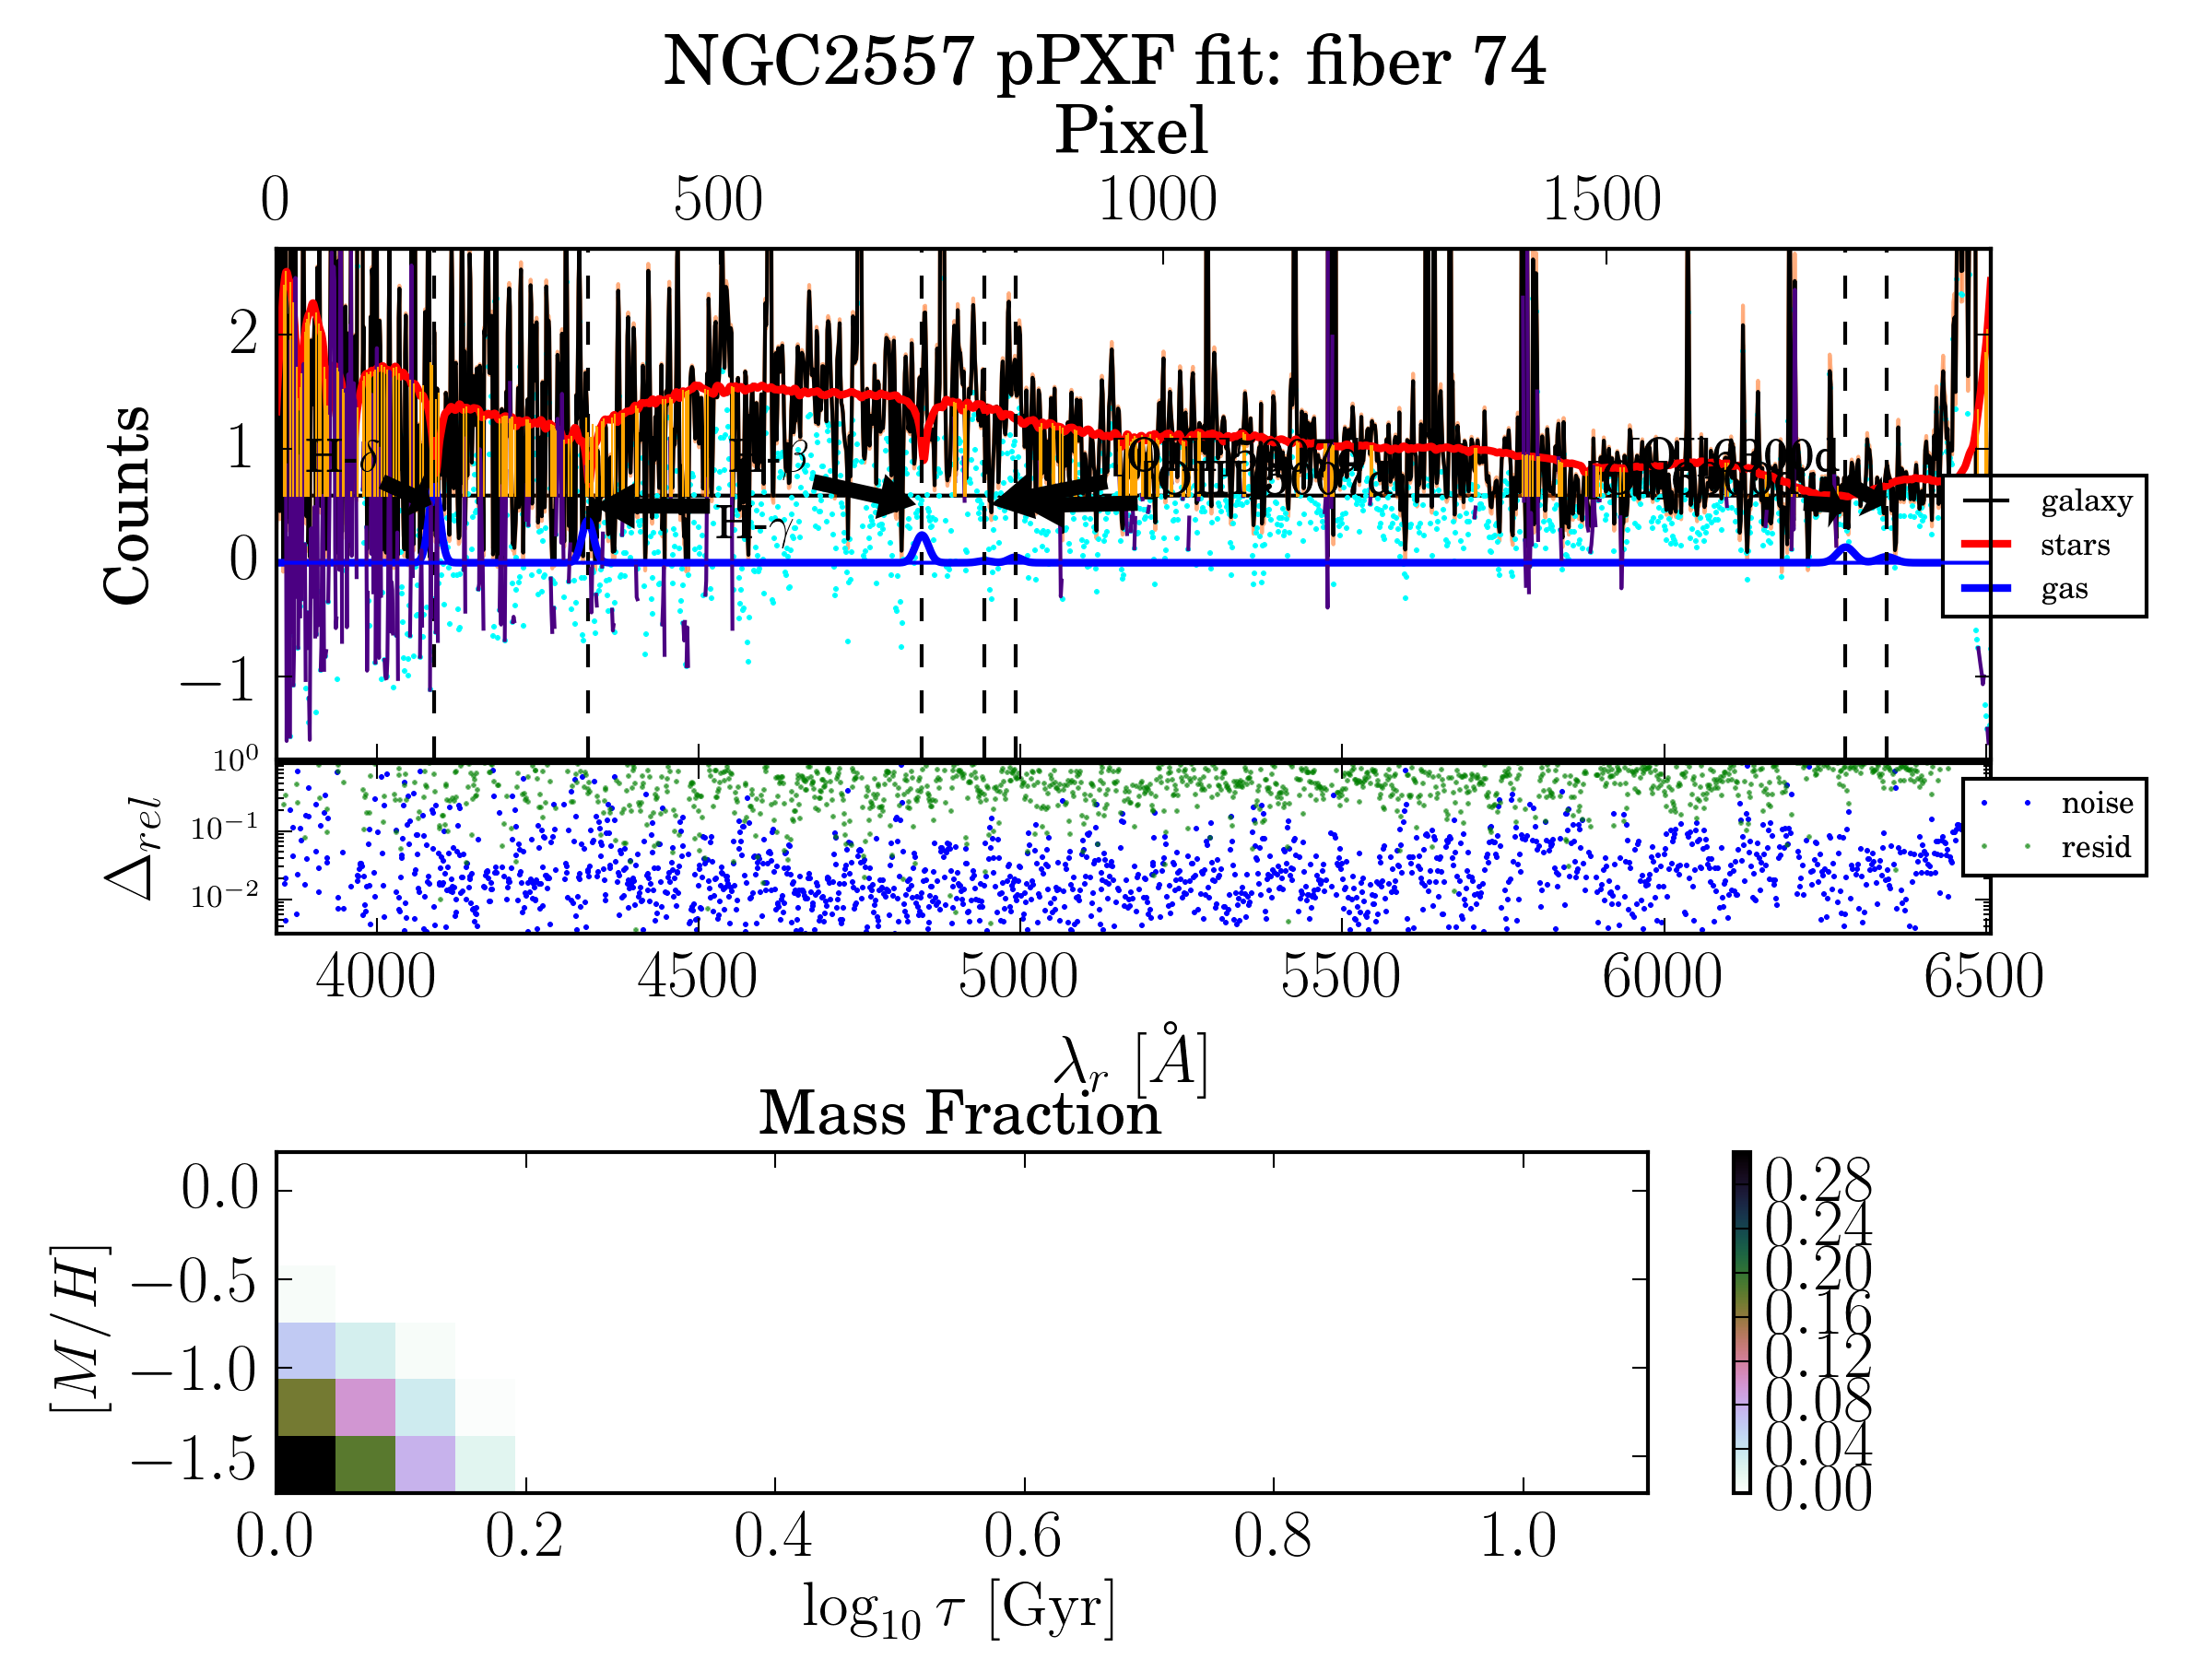 NGC2557 pPXF fit: fiber 74
Pixel
0 500 1000 1500
Counts
2
1
0
−1
H-δ
H-β
H-γ
galaxy
stars
gas
Δrel
10⁰
10⁻¹
10⁻²
noise
resid
4000 4500 5000 5500 6000 6500
λr [Å]
Mass Fraction
[M/H]
0.0
−0.5
−1.0
−1.5
0.28
0.24
0.20
0.16
0.12
0.08
0.04
0.00
0.0 0.2 0.4 0.6 0.8 1.0
log₁₀ τ [Gyr]